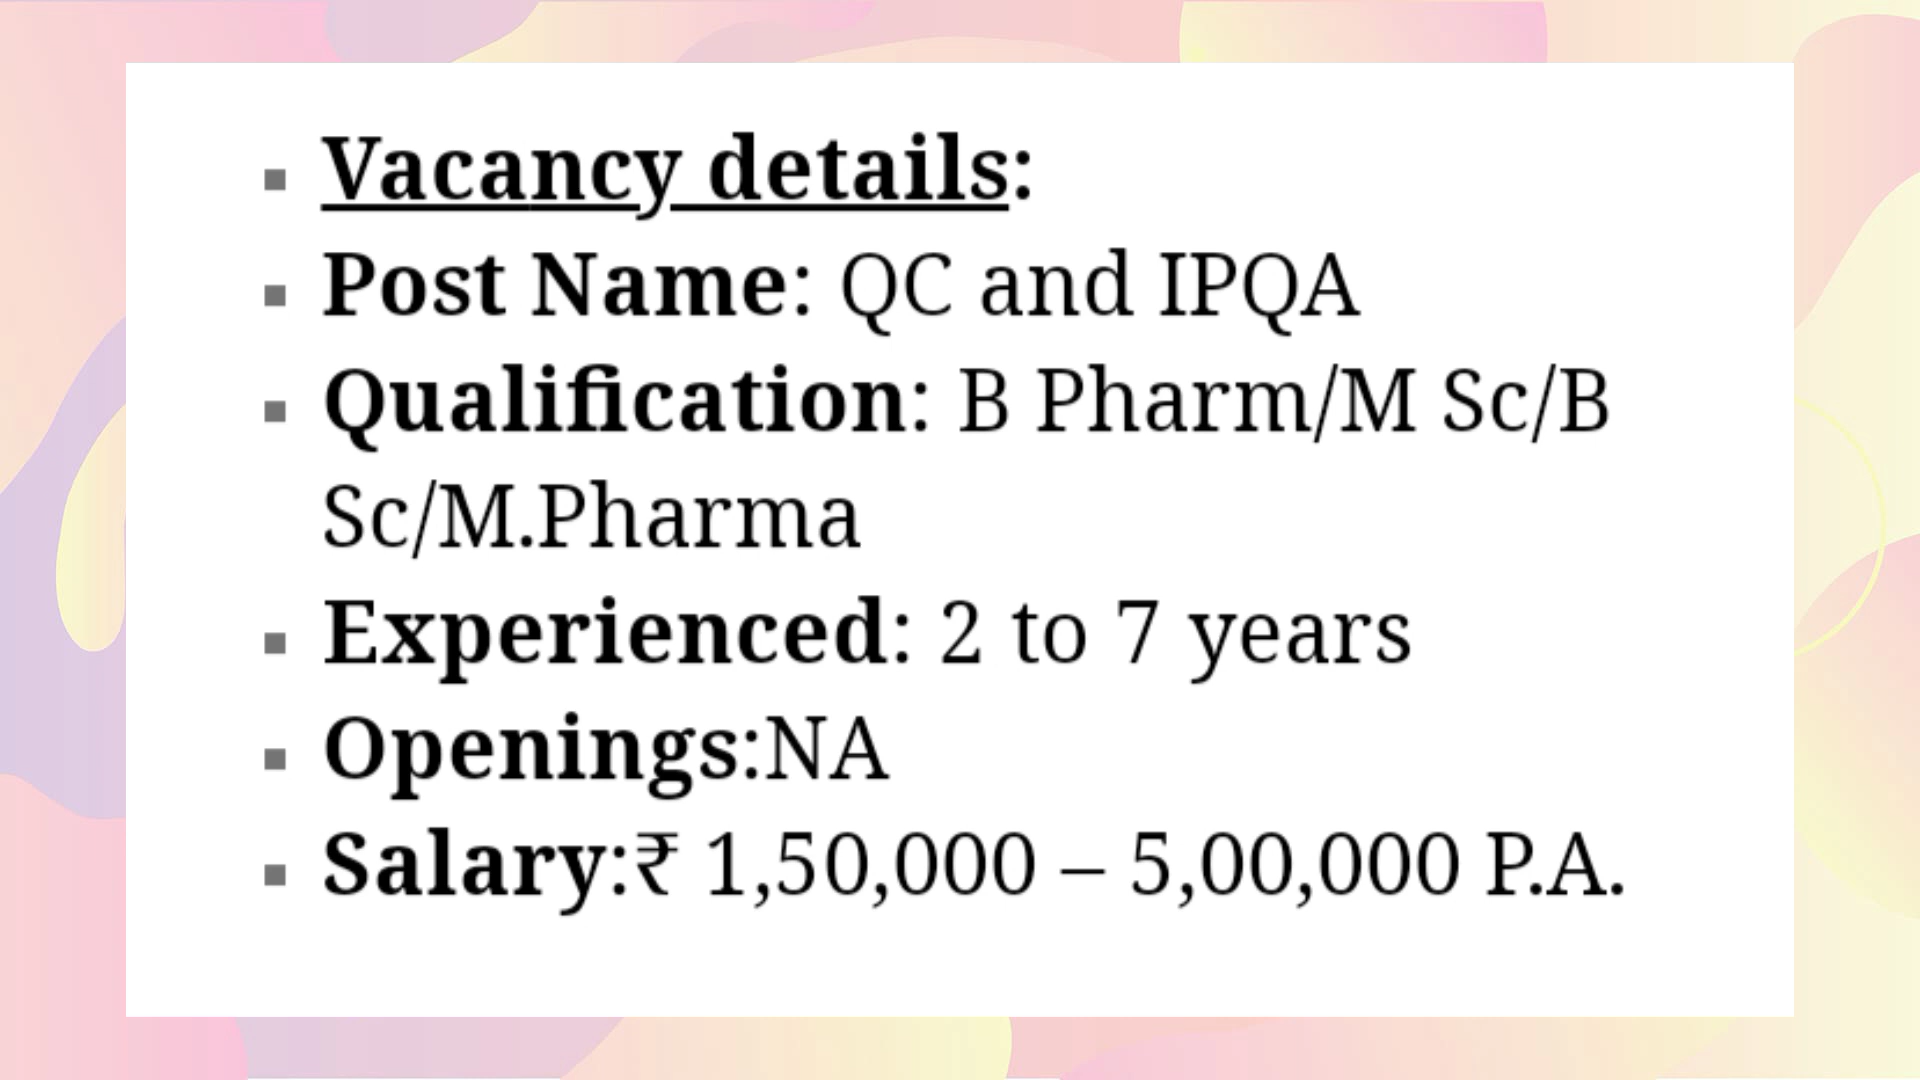 Vacancy details:
Post Name: QC and IPQA
Qualification: B Pharm/M Sc/B
Sc/M.Pharma
Experienced: 2 to 7 years
Openings:NA
Salary:₹ 1,50,000 – 5,00,000 P.A.